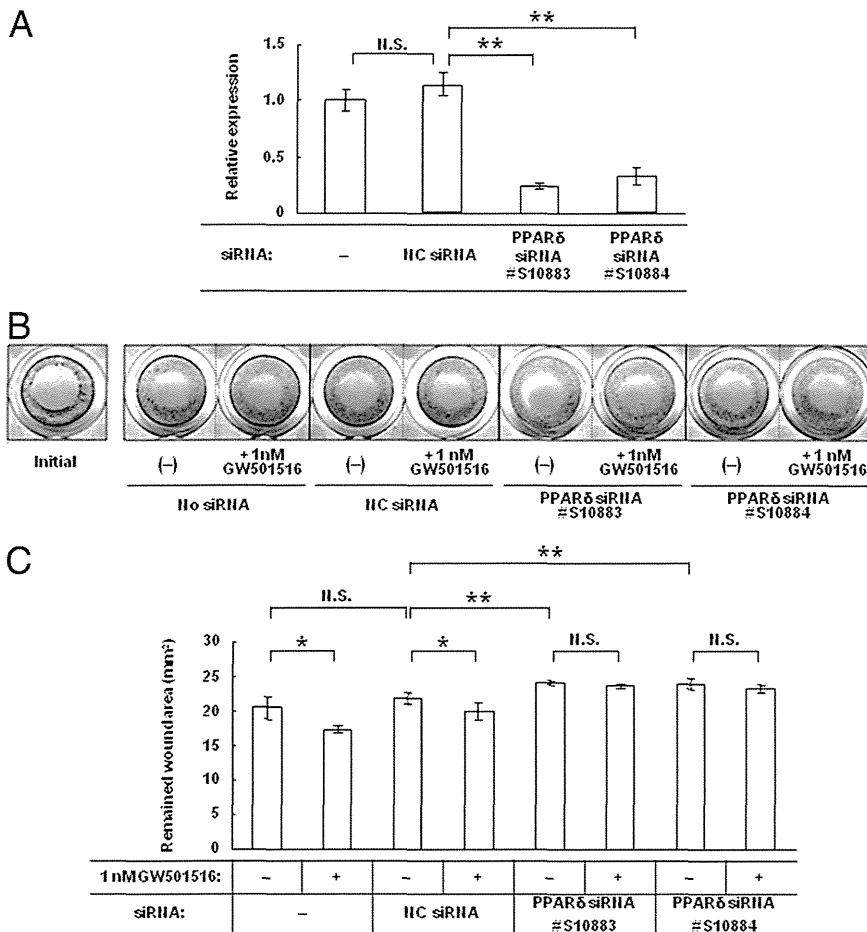 A
**
N.S.
**
1.5
1.0
0.5
0
Relative expression
siRNA:
–
NC siRNA
PPARδ
siRNA
#S10883
PPARδ
siRNA
#S10884
B
Initial
(–)
+1nM
GW501516
(–)
+1 nM
GW501516
(–)
+1nM
GW501516
(–)
+1 nM
GW501516
No siRNA
NC siRNA
PPARδ siRNA
#S10883
PPARδ siRNA
#S10884
C
**
N.S.
**
N.S.
N.S.
*
*
30
25
20
15
10
5
0
Remained wound area (mm²)
1 nMGW501516:
– + – + – + – +
siRNA:
–
NC siRNA
PPARδ siRNA
#S10883
PPARδ siRNA
#S10884